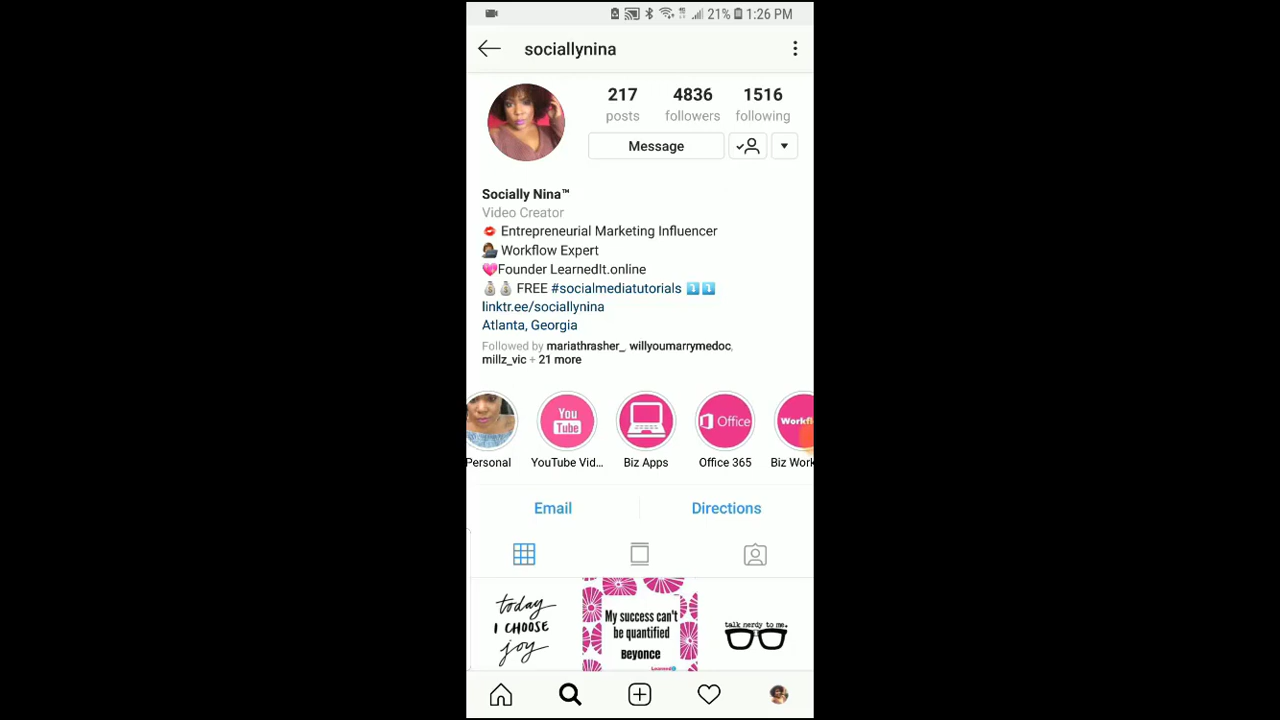 21% 1:26 PM
sociallynina
217 4836 1516
posts followers following
Message
Socially Nina™
Video Creator
Entrepreneurial Marketing Influencer
Workflow Expert
Founder LearnedIt.online
FREE #socialmediatutorials
linktr.ee/sociallynina
Atlanta, Georgia
Followed by mariathrasher_, willyoumarrymedoc,
millz_vic + 21 more
You
Tube
Office
Workfl
Personal YouTube Vid... Biz Apps Office 365 Biz Work
Email Directions
today
I CHOOSE
joy
My success can't
be quantified
Beyonce
Learned
talk nerdy to me.